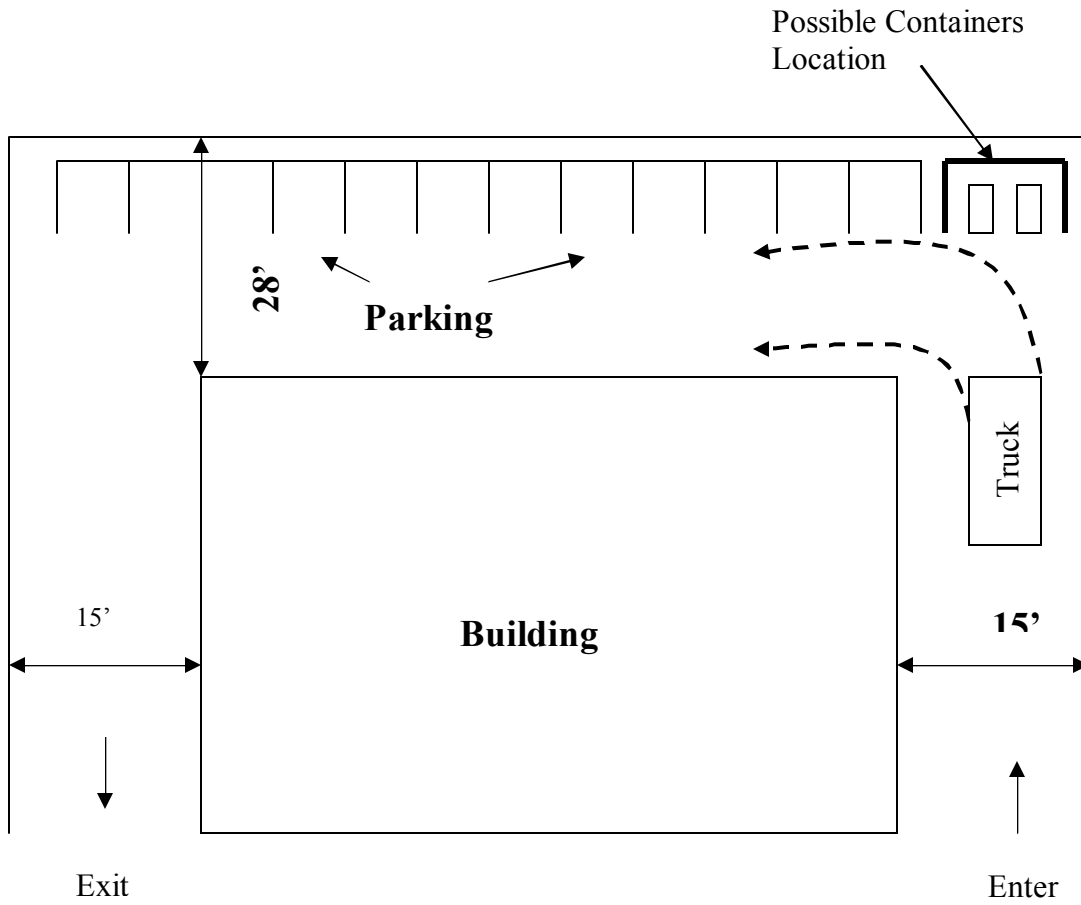 Possible Containers
Location
28’
Parking
Truck
15’
Building
15’
Exit
Enter